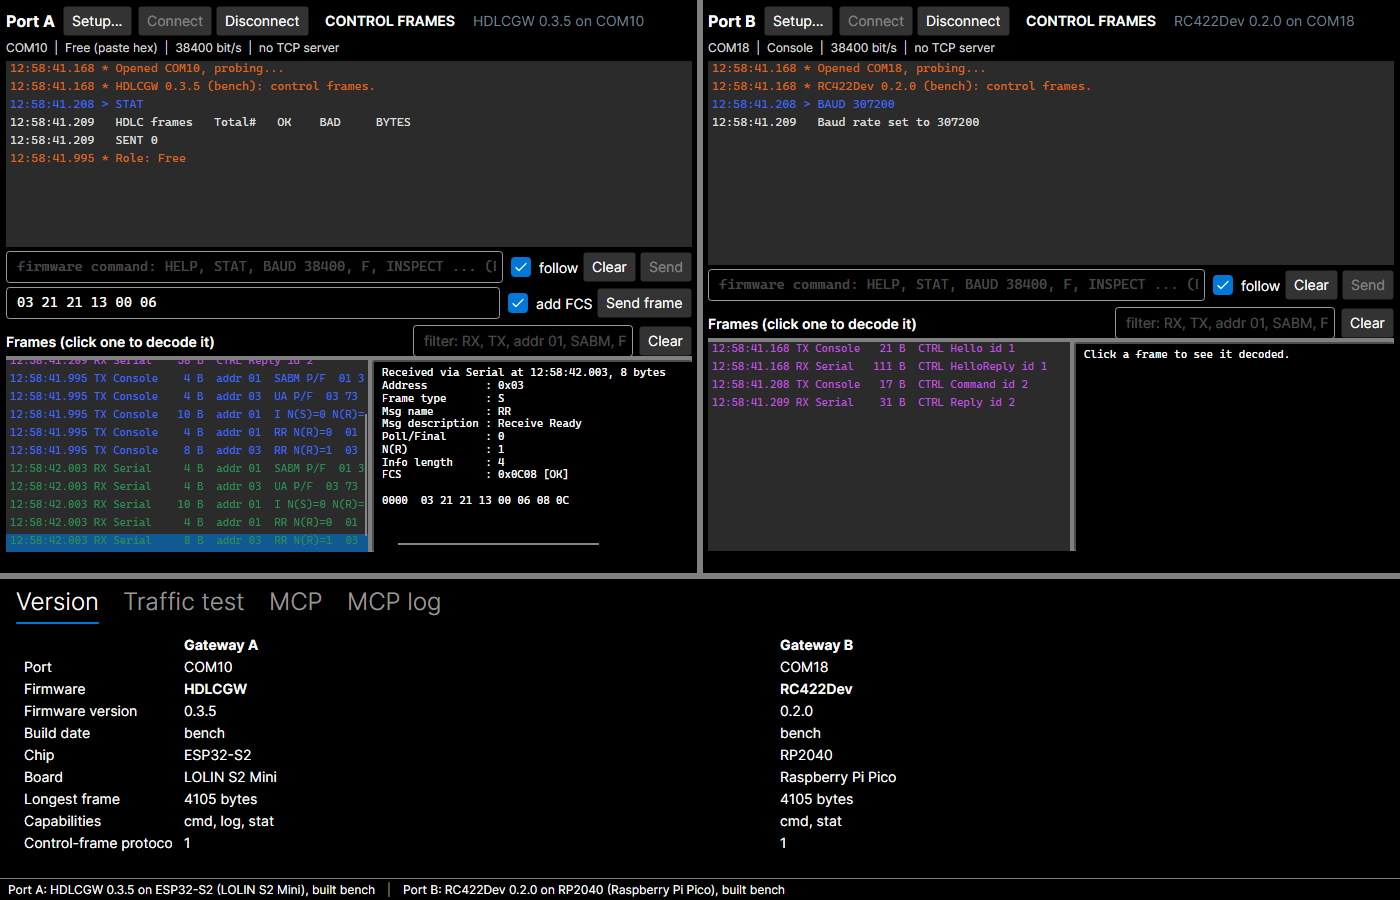 Port A Setup... Connect Disconnect CONTROL FRAMES HDLCGW 0.3.5 on COM10
COM10 | Free (paste hex) | 38400 bit/s | no TCP server
12:58:41.168 * Opened COM10, probing...
12:58:41.168 * HDLCGW 0.3.5 (bench): control frames.
12:58:41.208 > STAT
12:58:41.209 HDLC frames Total# OK BAD BYTES
12:58:41.209 SENT 0
12:58:41.995 * Role: Free
firmware command: HELP, STAT, BAUD 38400, F, INSPECT ... (
follow Clear Send
03 21 21 13 00 06
add FCS Send frame
Frames (click one to decode it) filter: RX, TX, addr 01, SABM, F Clear
12:58:41.209 RX Serial 58 B CTRL Reply id 2
12:58:41.995 TX Console 4 B addr 01 SABM P/F 01 3
12:58:41.995 TX Console 4 B addr 03 UA P/F 03 73
12:58:41.995 TX Console 10 B addr 01 I N(S)=0 N(R)=
12:58:41.995 TX Console 4 B addr 01 RR N(R)=0 01
12:58:41.995 TX Console 8 B addr 03 RR N(R)=1 03
12:58:42.003 RX Serial 4 B addr 01 SABM P/F 01 3
12:58:42.003 RX Serial 4 B addr 03 UA P/F 03 73
12:58:42.003 RX Serial 10 B addr 01 I N(S)=0 N(R)=
12:58:42.003 RX Serial 4 B addr 01 RR N(R)=0 01
12:58:42.003 RX Serial 8 B addr 03 RR N(R)=1 03
Received via Serial at 12:58:42.003, 8 bytes
Address : 0x03
Frame type : S
Msg name : RR
Msg description : Receive Ready
Poll/Final : 0
N(R) : 1
Info length : 4
FCS : 0x0C08 [OK]
0000 03 21 21 13 00 06 08 0C
Port B Setup... Connect Disconnect CONTROL FRAMES RC422Dev 0.2.0 on COM18
COM18 | Console | 38400 bit/s | no TCP server
12:58:41.168 * Opened COM18, probing...
12:58:41.168 * RC422Dev 0.2.0 (bench): control frames.
12:58:41.208 > BAUD 307200
12:58:41.209 Baud rate set to 307200
firmware command: HELP, STAT, BAUD 38400, F, INSPECT ... (
follow Clear Send
Frames (click one to decode it) filter: RX, TX, addr 01, SABM, F Clear
12:58:41.168 TX Console 21 B CTRL Hello id 1
12:58:41.168 RX Serial 111 B CTRL HelloReply id 1
12:58:41.208 TX Console 17 B CTRL Command id 2
12:58:41.209 RX Serial 31 B CTRL Reply id 2
Click a frame to see it decoded.
Version Traffic test MCP MCP log
Gateway A Gateway B
Port COM10 COM18
Firmware HDLCGW RC422Dev
Firmware version 0.3.5 0.2.0
Build date bench bench
Chip ESP32-S2 RP2040
Board LOLIN S2 Mini Raspberry Pi Pico
Longest frame 4105 bytes 4105 bytes
Capabilities cmd, log, stat cmd, stat
Control-frame protoco 1 1
Port A: HDLCGW 0.3.5 on ESP32-S2 (LOLIN S2 Mini), built bench | Port B: RC422Dev 0.2.0 on RP2040 (Raspberry Pi Pico), built bench